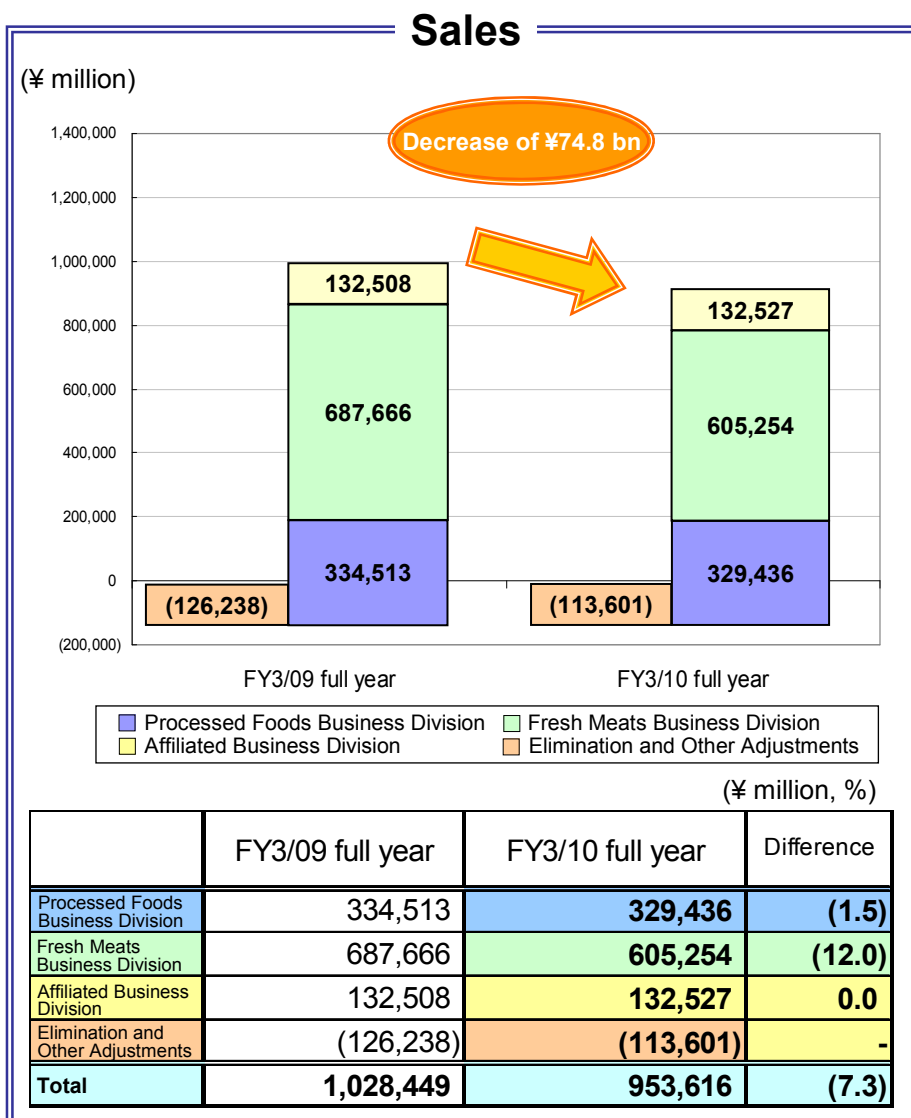 Sales
(¥ million)
Decrease of ¥74.8 bn
1,400,000
1,200,000
1,000,000
800,000
600,000
400,000
200,000
0
(200,000)
132,508
687,666
334,513
(126,238)
132,527
605,254
329,436
(113,601)
FY3/09 full year
FY3/10 full year
Processed Foods Business Division
Fresh Meats Business Division
Affiliated Business Division
Elimination and Other Adjustments
(¥ million, %)
FY3/09 full year FY3/10 full year Difference
Processed Foods
Business Division 334,513 329,436 (1.5)
Fresh Meats
Business Division 687,666 605,254 (12.0)
Affiliated Business
Division 132,508 132,527 0.0
Elimination and
Other Adjustments (126,238) (113,601) -
Total 1,028,449 953,616 (7.3)